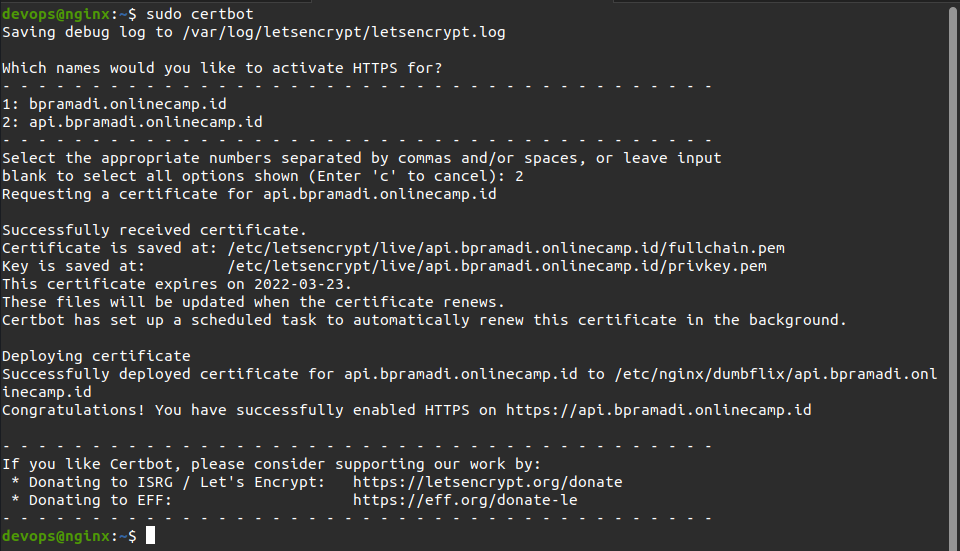 devops@nginx:~$ sudo certbot
Saving debug log to /var/log/letsencrypt/letsencrypt.log
Which names would you like to activate HTTPS for?
- - - - - - - - - - - - - - - - - - - - - - - - - - - - - - - - - - - - - - - -
1: bpramadi.onlinecamp.id
2: api.bpramadi.onlinecamp.id
- - - - - - - - - - - - - - - - - - - - - - - - - - - - - - - - - - - - - - - -
Select the appropriate numbers separated by commas and/or spaces, or leave input
blank to select all options shown (Enter 'c' to cancel): 2
Requesting a certificate for api.bpramadi.onlinecamp.id
Successfully received certificate.
Certificate is saved at: /etc/letsencrypt/live/api.bpramadi.onlinecamp.id/fullchain.pem
Key is saved at:         /etc/letsencrypt/live/api.bpramadi.onlinecamp.id/privkey.pem
This certificate expires on 2022-03-23.
These files will be updated when the certificate renews.
Certbot has set up a scheduled task to automatically renew this certificate in the background.
Deploying certificate
Successfully deployed certificate for api.bpramadi.onlinecamp.id to /etc/nginx/dumbflix/api.bpramadi.onl
inecamp.id
Congratulations! You have successfully enabled HTTPS on https://api.bpramadi.onlinecamp.id
- - - - - - - - - - - - - - - - - - - - - - - - - - - - - - - - - - - - - - - -
If you like Certbot, please consider supporting our work by:
 * Donating to ISRG / Let's Encrypt:   https://letsencrypt.org/donate
 * Donating to EFF:                    https://eff.org/donate-le
- - - - - - - - - - - - - - - - - - - - - - - - - - - - - - - - - - - - - - - -
devops@nginx:~$